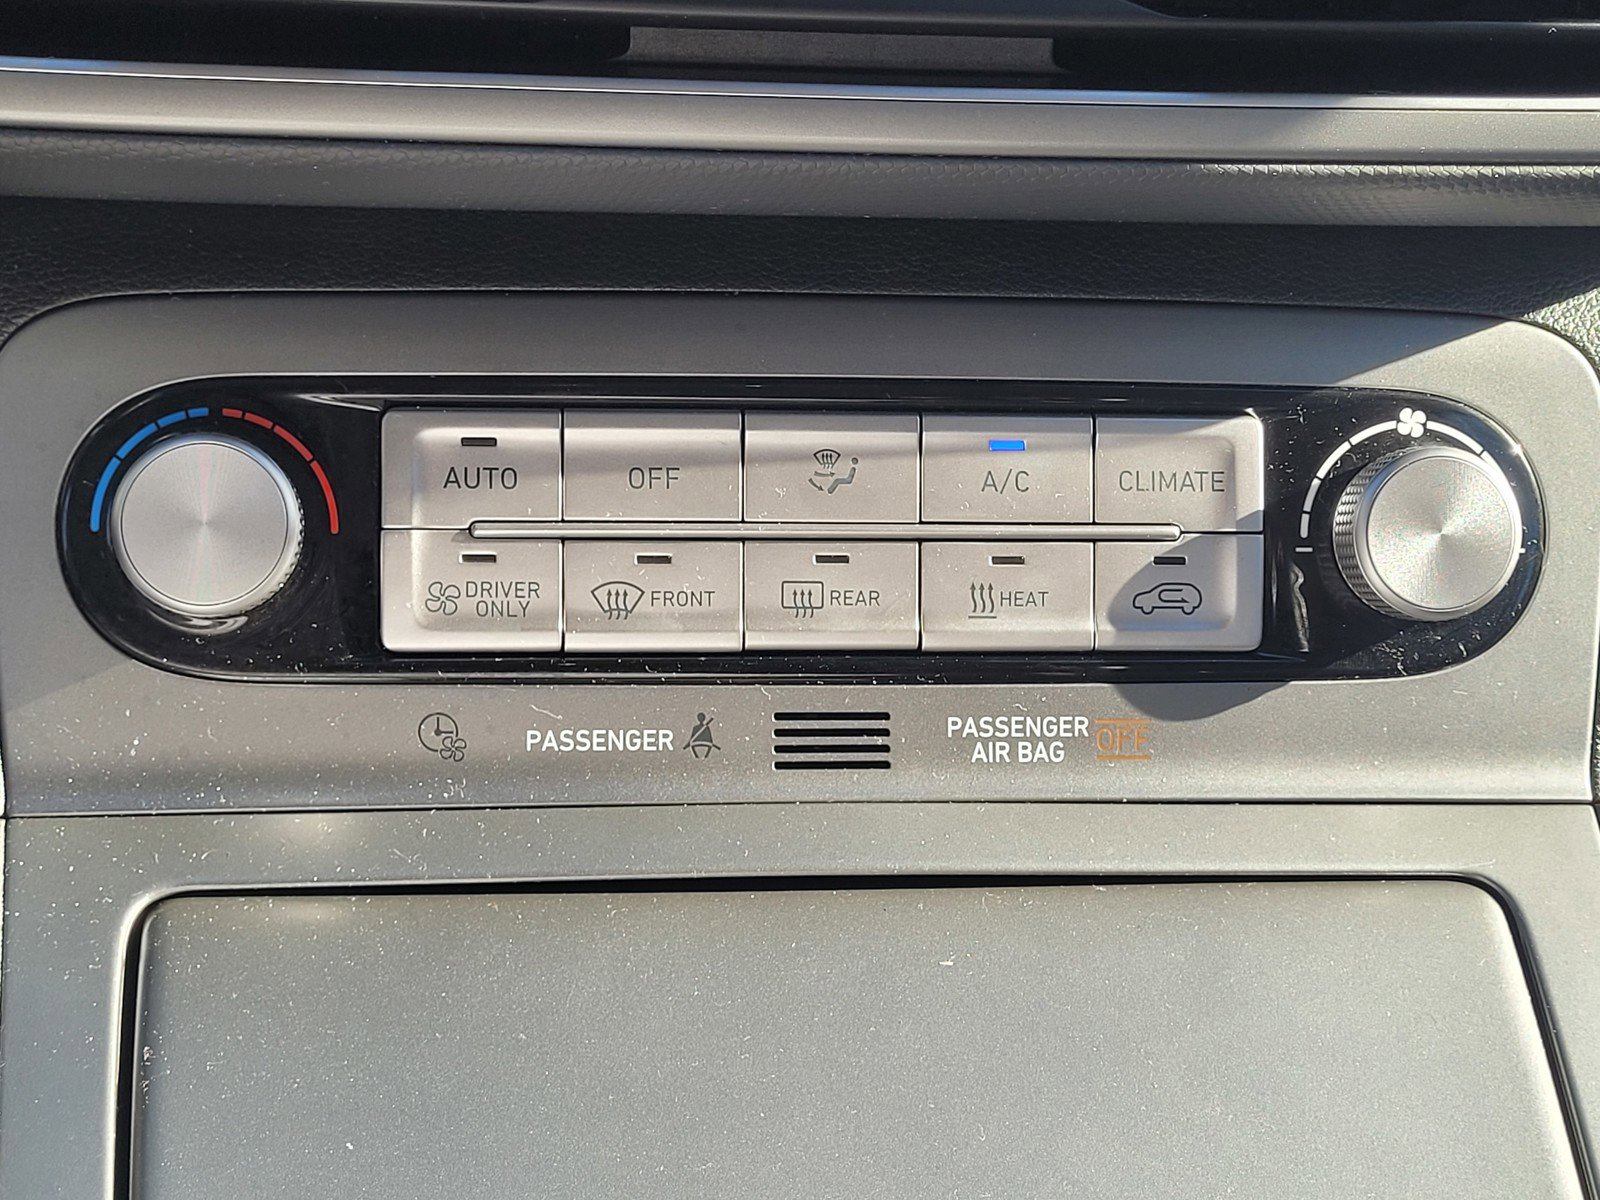 AUTO
OFF
A/C
CLIMATE
DRIVER
ONLY
FRONT
REAR
HEAT
PASSENGER
PASSENGER
AIR BAG
OFF